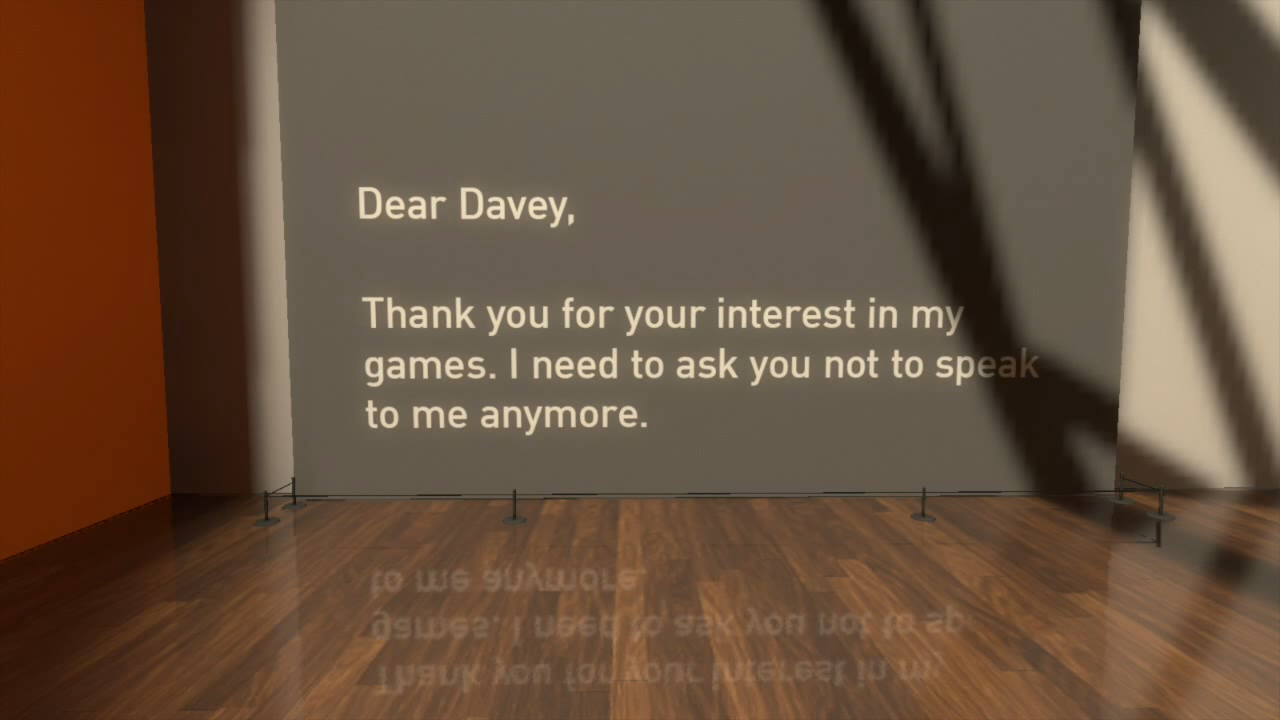 Dear Davey,
Thank you for your interest in my
games. I need to ask you not to speak
to me anymore.